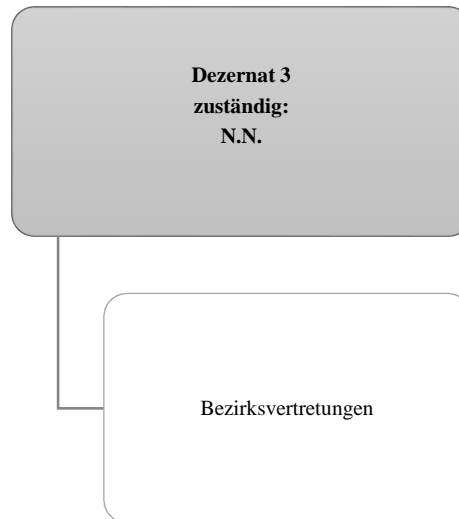 Dezernat 3
zuständig:
N.N.
Bezirksvertretungen